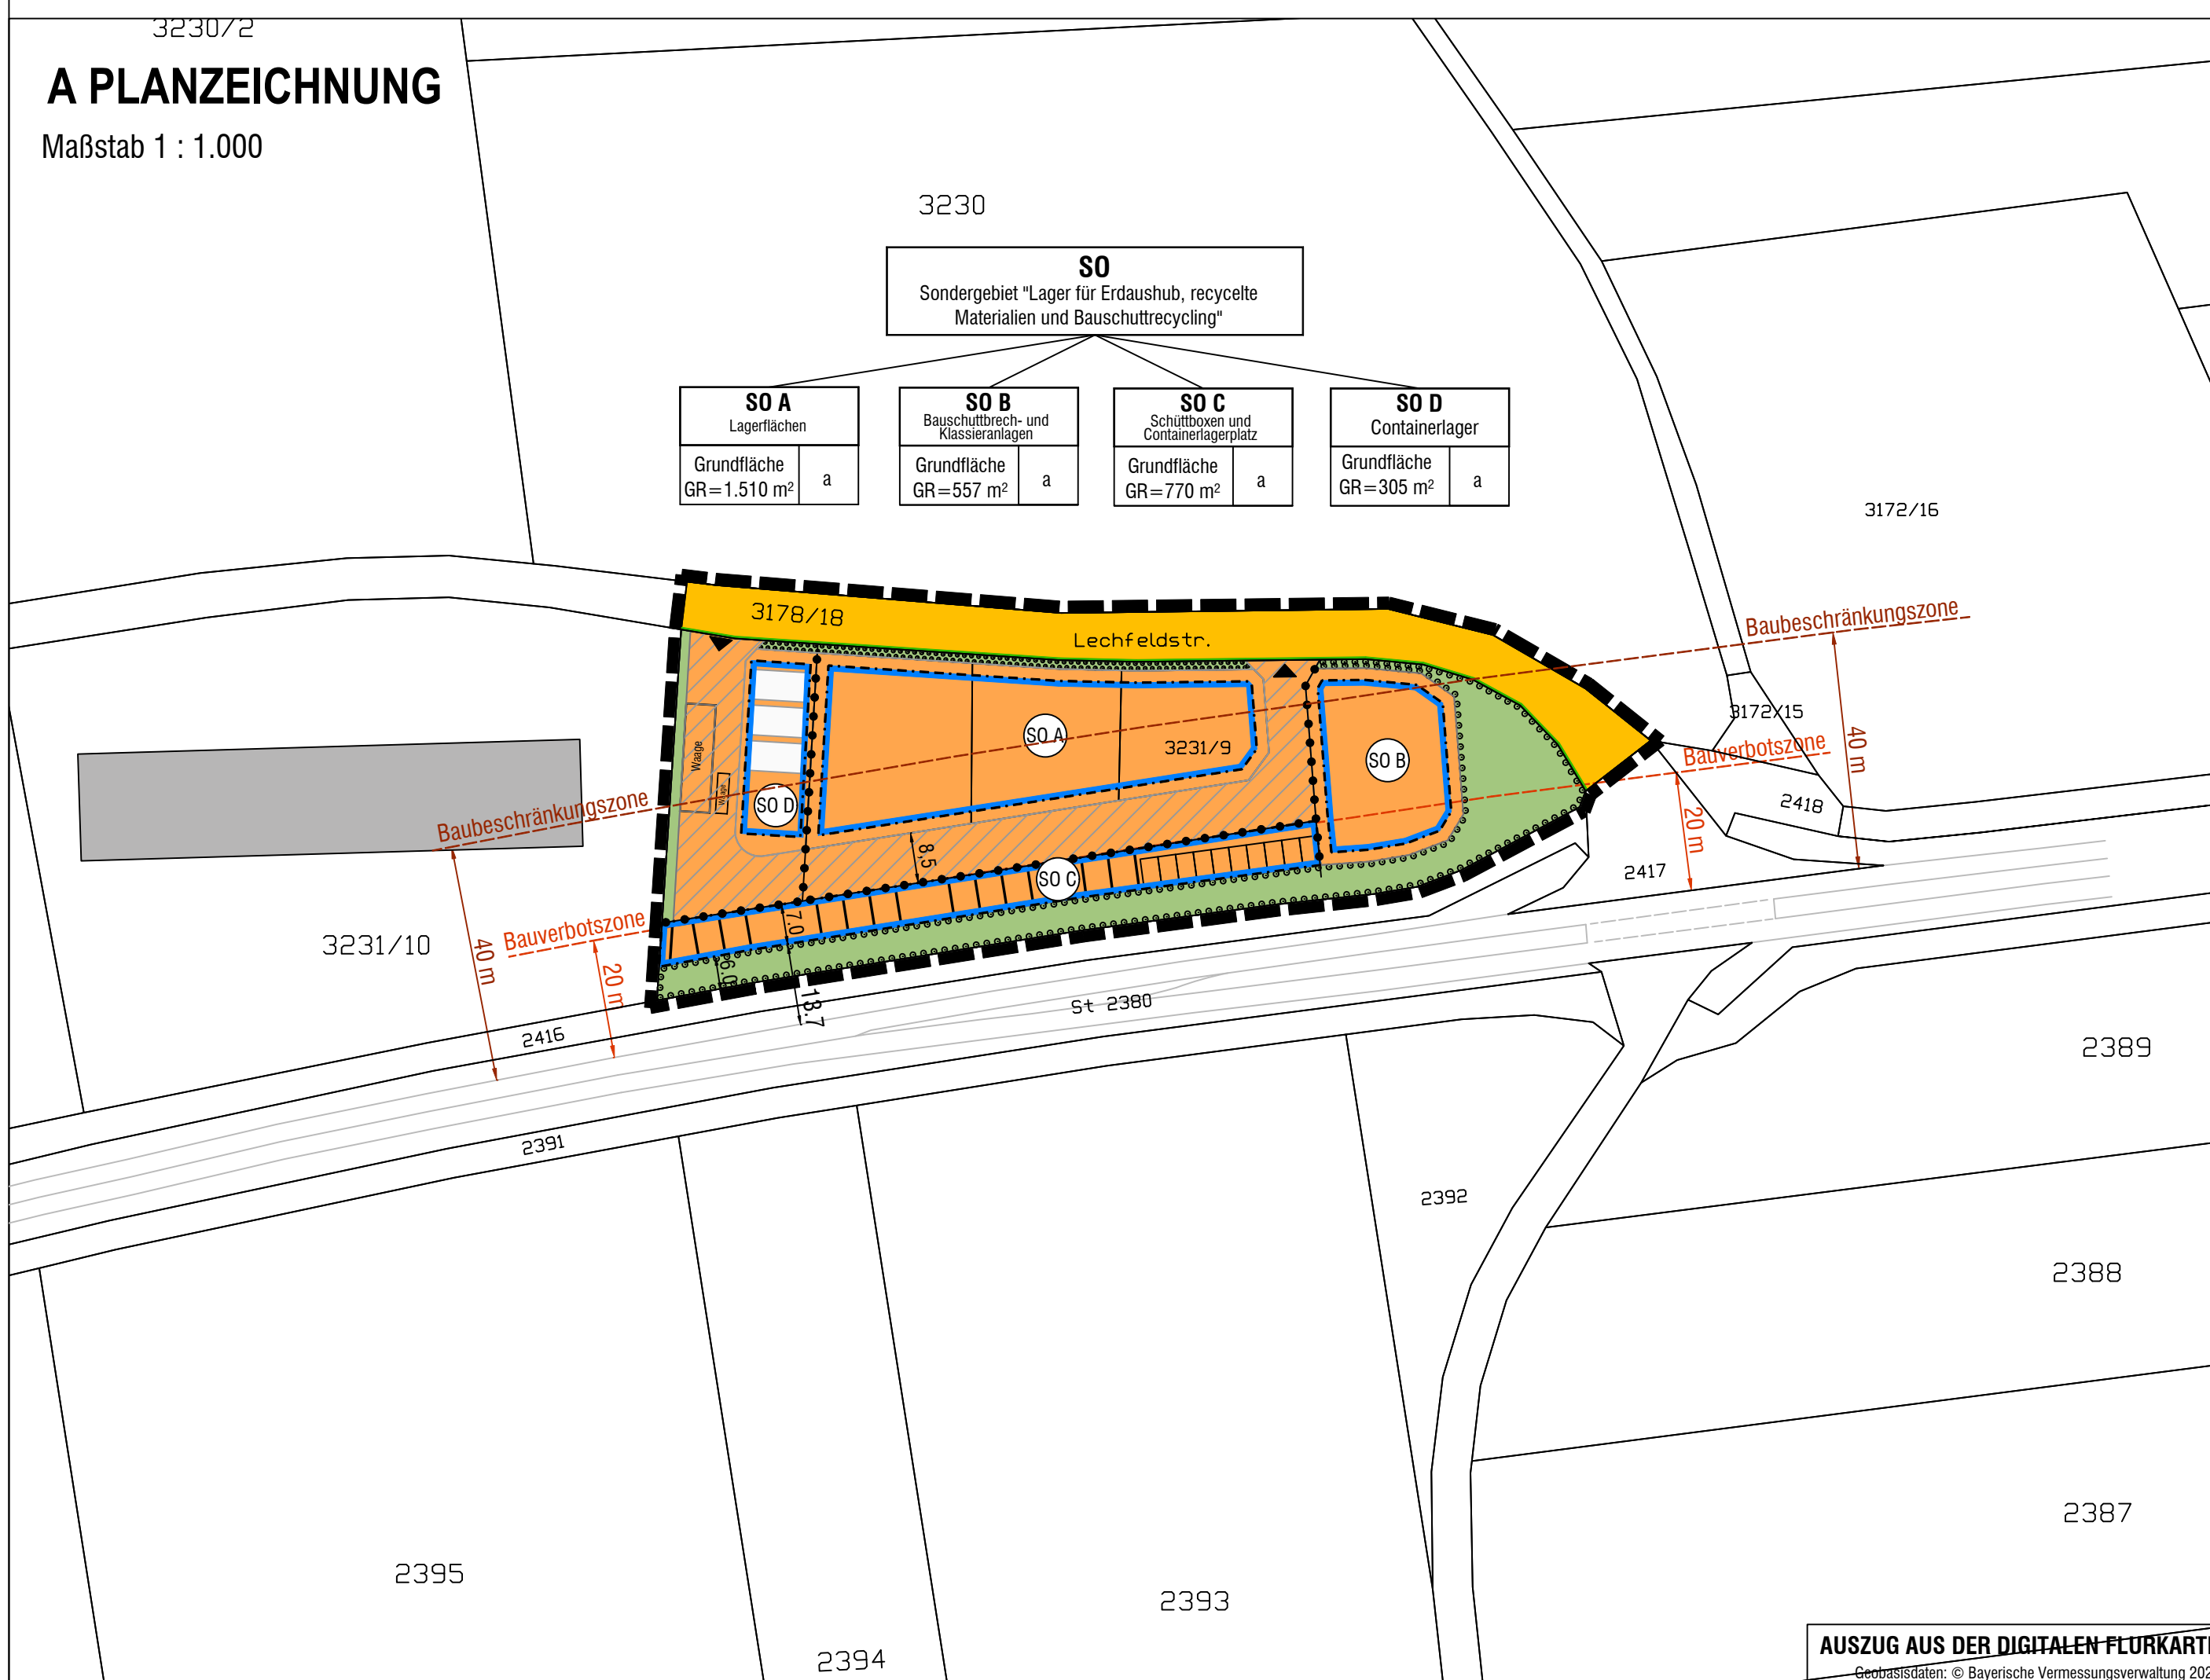 3230/2
A PLANZEICHNUNG
Maßstab 1 : 1.000
3230
SO
Sondergebiet "Lager für Erdaushub, recycelte
Materialien und Bauschuttrecycling"
SO A
Lagerflächen
Grundfläche
GR=1.510 m²
a
SO B
Bauschuttbrech- und
Klassieranlagen
Grundfläche
GR=557 m²
a
SO C
Schüttboxen und
Containerlagerplatz
Grundfläche
GR=770 m²
a
SO D
Containerlager
Grundfläche
GR=305 m²
a
3172/16
3178/18
Lechfeldstr.
Baubeschränkungszone
3172/15
Bauverbotszone
40 m
20 m
2418
2417
Waage
Waage
SO D
SO A
3231/9
SO B
SO C
8,5
7.0
6.0
13.7
Baubeschränkungszone
Bauverbotszone
40 m
20 m
3231/10
2416
St 2380
2391
2389
2392
2388
2387
2395
2393
2394
AUSZUG AUS DER DIGITALEN FLURKART
Geobasisdaten: © Bayerische Vermessungsverwaltung 202